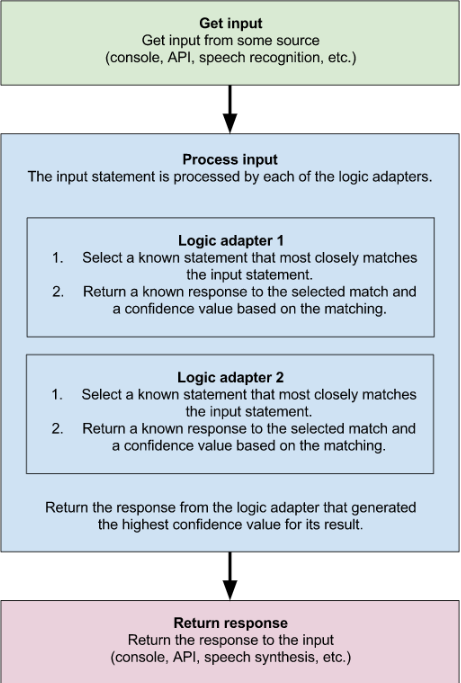 Get input
Get input from some source
(console, API, speech recognition, etc.)
Process input
The input statement is processed by each of the logic adapters.
Logic adapter 1
1. Select a known statement that most closely matches
the input statement.
2. Return a known response to the selected match and
a confidence value based on the matching.
Logic adapter 2
1. Select a known statement that most closely matches
the input statement.
2. Return a known response to the selected match and
a confidence value based on the matching.
Return the response from the logic adapter that generated
the highest confidence value for its result.
Return response
Return the response to the input
(console, API, speech synthesis, etc.)